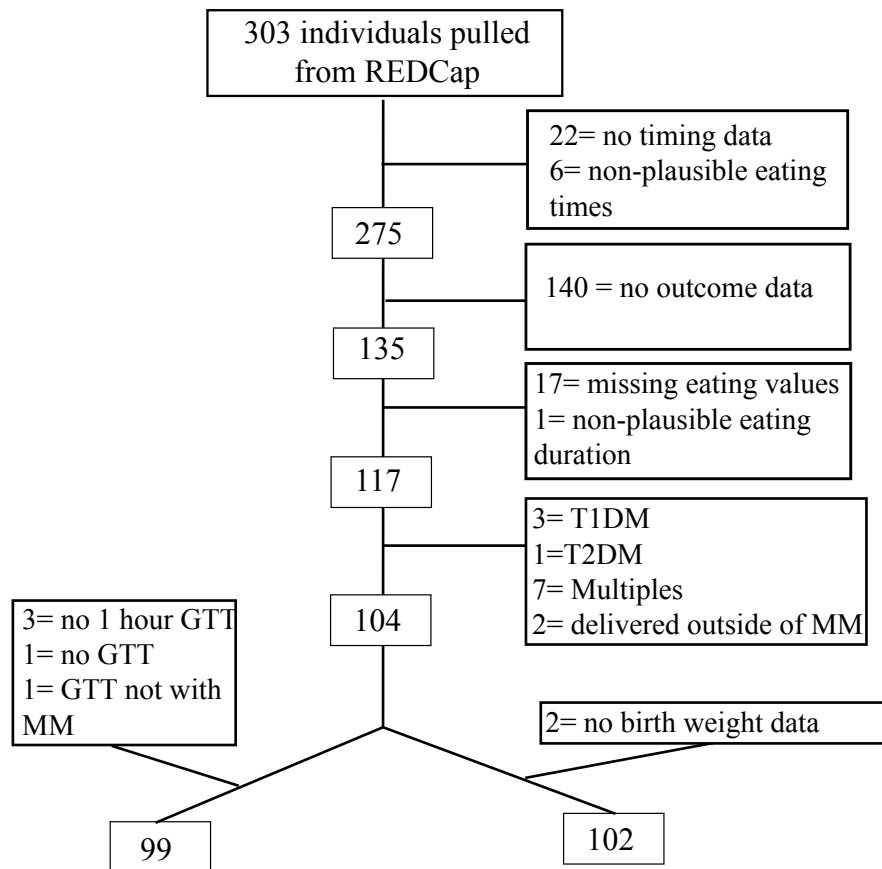 303 individuals pulled
from REDCap
22= no timing data
6= non-plausible eating
times
275
140 = no outcome data
135
17= missing eating values
1= non-plausible eating
duration
117
3= T1DM
1=T2DM
7= Multiples
2= delivered outside of MM
104
3= no 1 hour GTT
1= no GTT
1= GTT not with
MM
2= no birth weight data
99
102